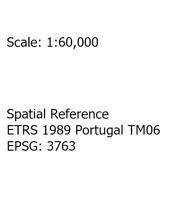 Scale: 1:60,000
Spatial Reference
ETRS 1989 Portugal TM06
EPSG: 3763